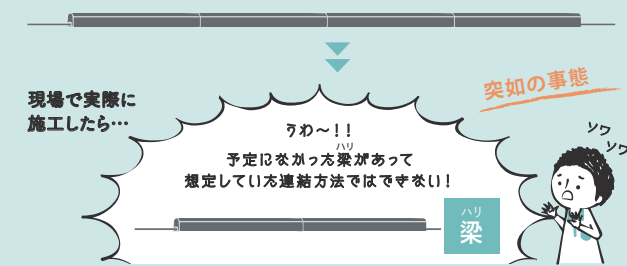 突如の事態
現場で実際に
施工したら…
うわ～！！
予定になかった梁があって
ハリ
想定していた連結方法ではできない！
ソワ
ソワ
ハリ
梁